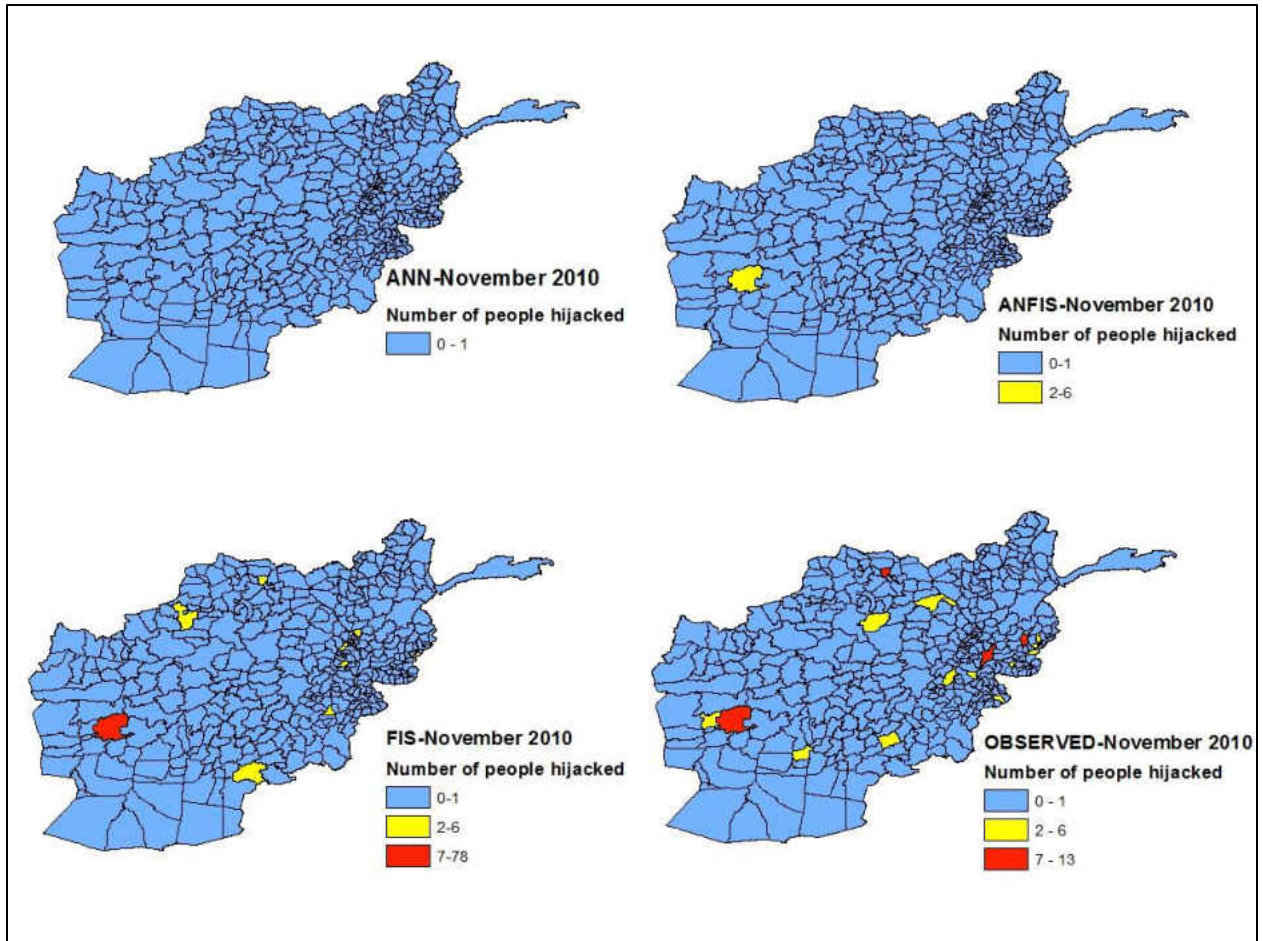 ANN-November 2010
Number of people hijacked
0 - 1
ANFIS-November 2010
Number of people hijacked
0-1
2-6
FIS-November 2010
Number of people hijacked
0-1
2-6
7-78
OBSERVED-November 2010
Number of people hijacked
0 - 1
2 - 6
7 - 13